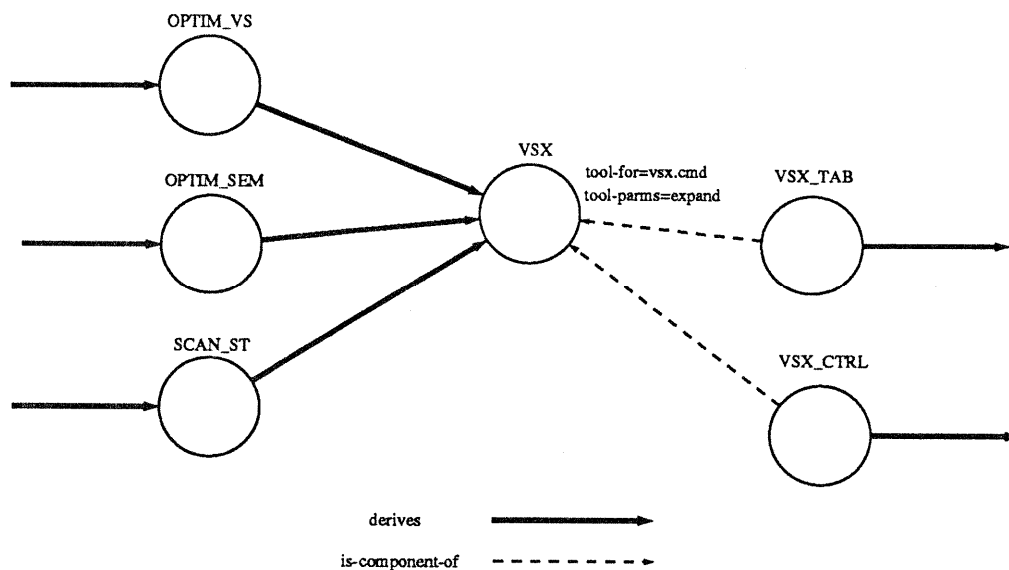 OPTIM_VS
VSX
tool-for=vsx.cmd
tool-parms=expand
VSX_TAB
OPTIM_SEM
SCAN_ST
VSX_CTRL
derives
is-component-of